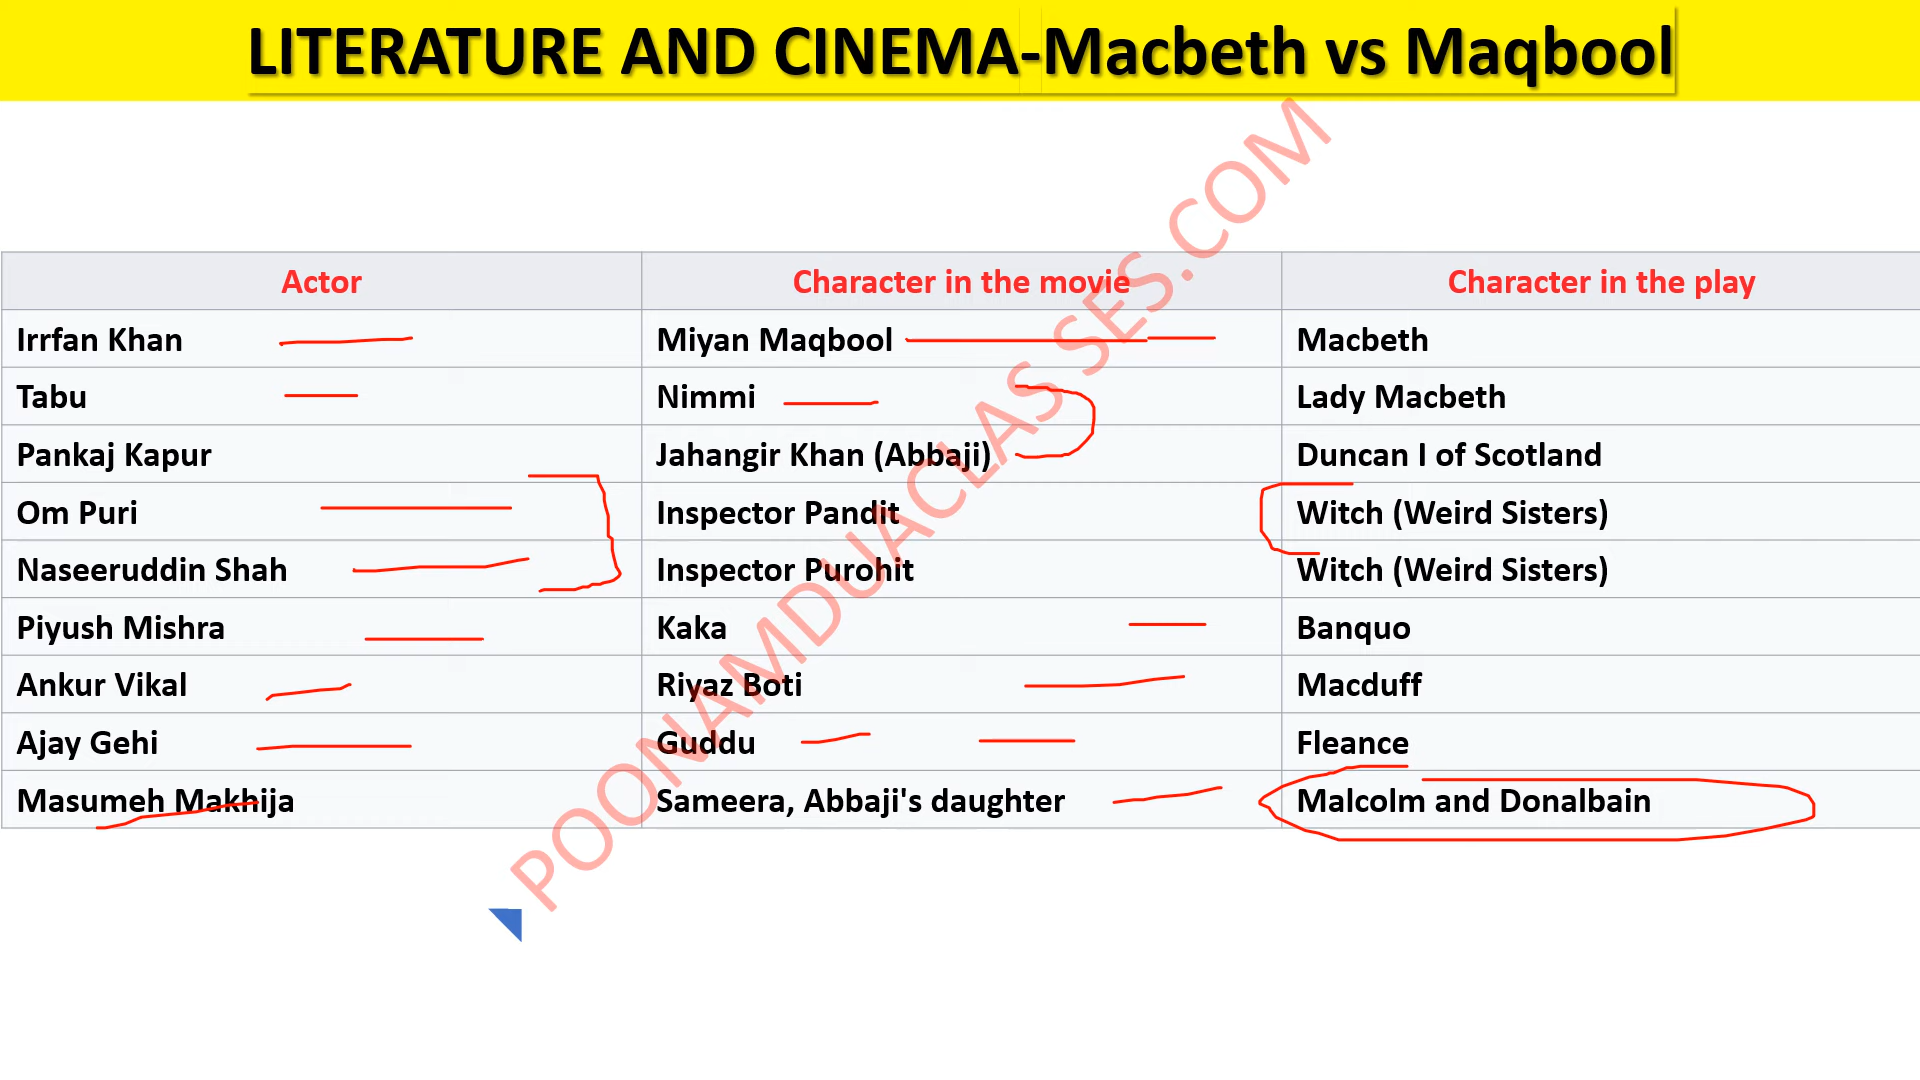 LITERATURE AND CINEMA-Macbeth vs Maqbool
Actor Character in the movie Character in the play
Irrfan Khan Miyan Maqbool Macbeth
Tabu Nimmi Lady Macbeth
Pankaj Kapur Jahangir Khan (Abbaji) Duncan I of Scotland
Om Puri Inspector Pandit Witch (Weird Sisters)
Naseeruddin Shah Inspector Purohit Witch (Weird Sisters)
Piyush Mishra Kaka Banquo
Ankur Vikal Riyaz Boti Macduff
Ajay Gehi Guddu Fleance
Masumeh Makhija Sameera, Abbaji's daughter Malcolm and Donalbain
POONAMDUACLAS SES.COM